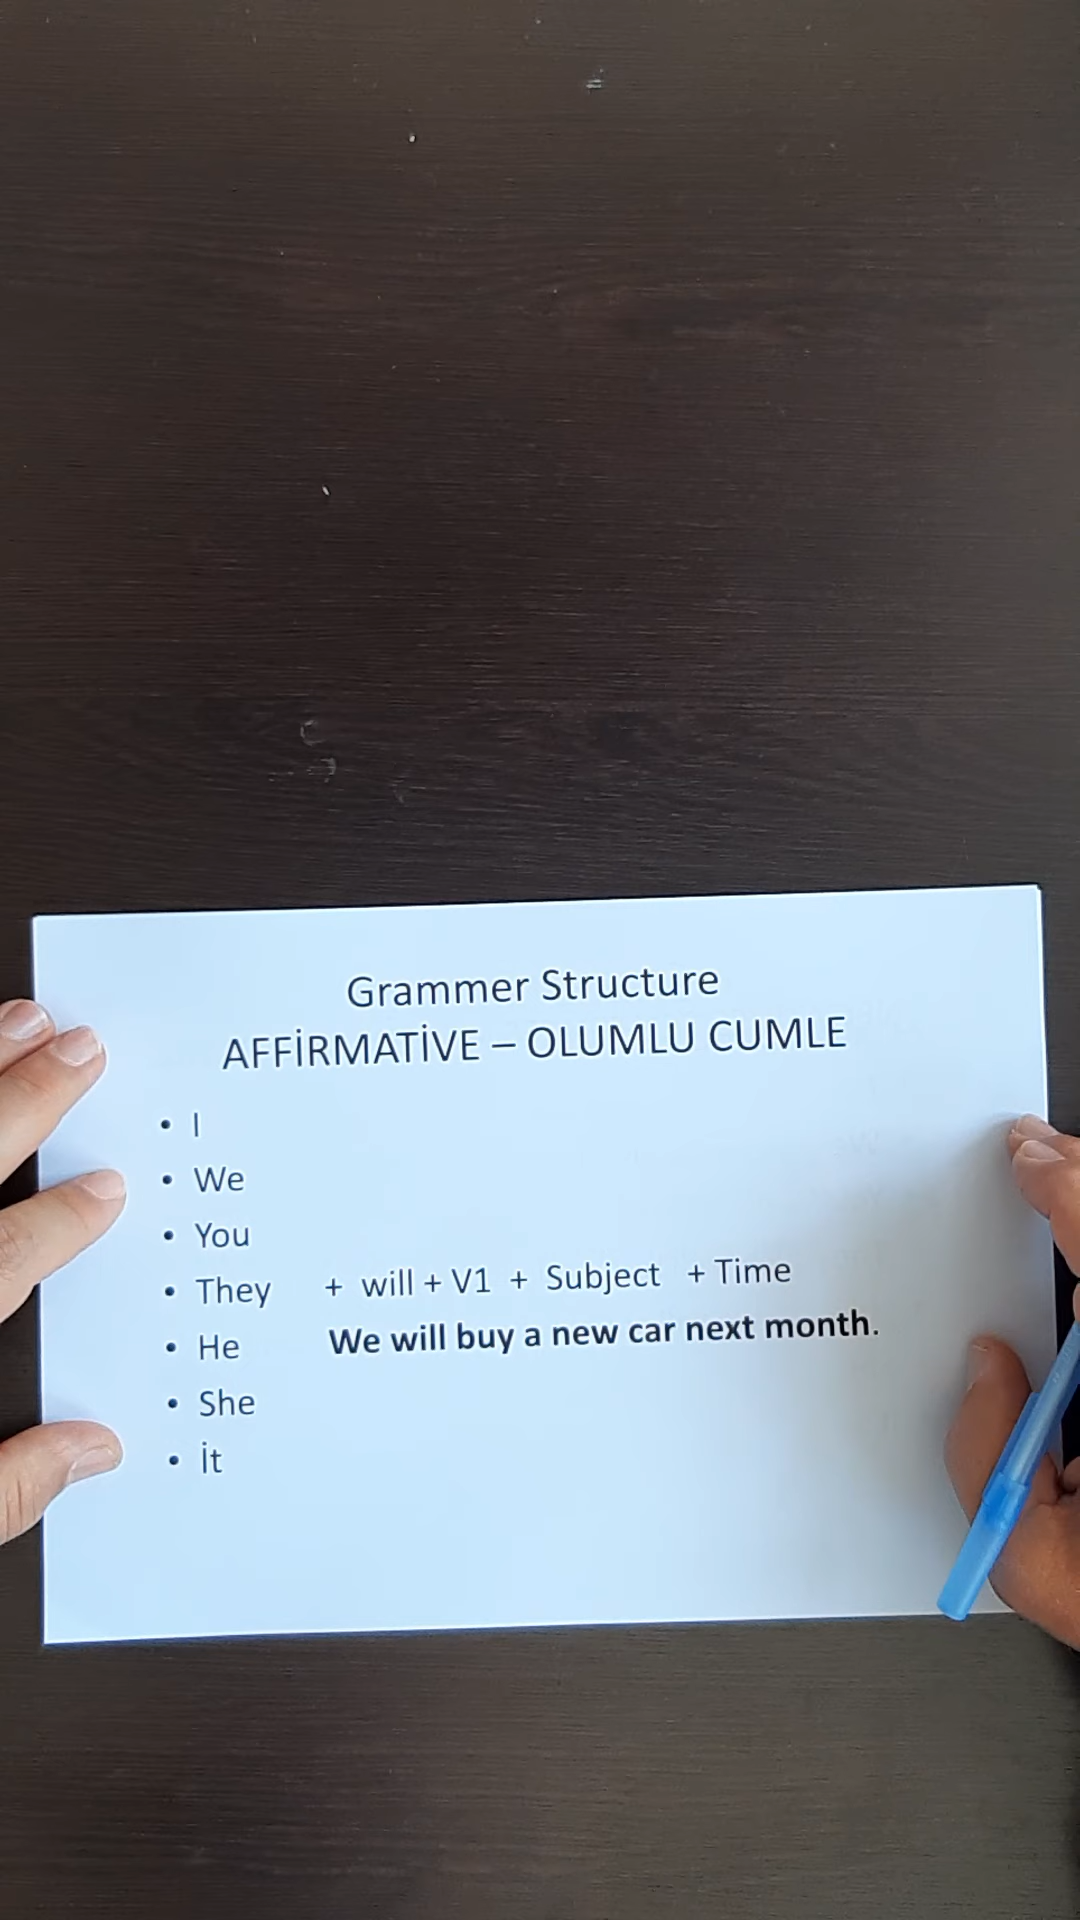 Grammer Structure
AFFİRMATİVE – OLUMLU CUMLE
• I
• We
• You
• They + will + V1 + Subject + Time
• He We will buy a new car next month.
• She
• İt